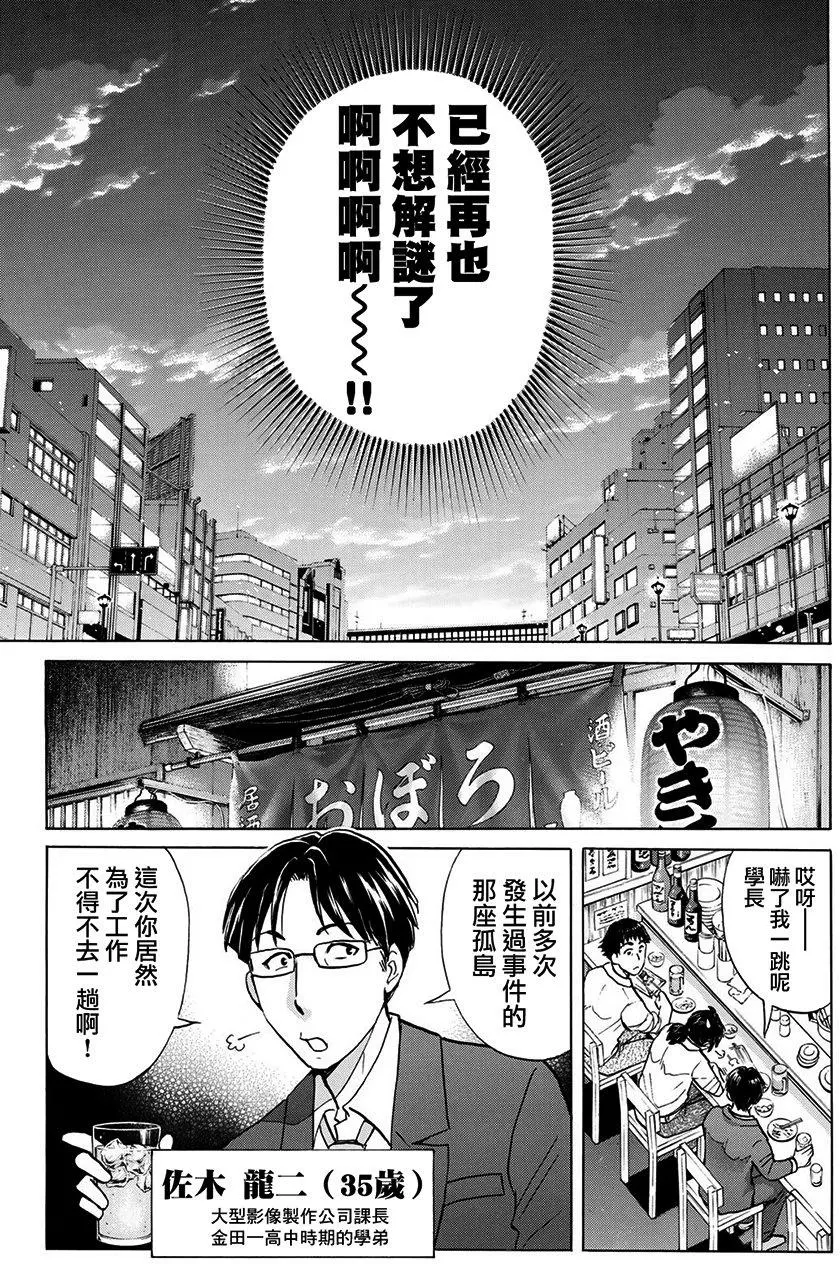 已經再也
不想解謎了
啊啊啊啊~~~!!
居酒
おぼろ
酒ビール
やき
哎呀——
嚇了我一跳呢
學長
以前多次
發生過事件的
那座孤島
這次你居然
為了工作
不得不去一趟啊！
佐木 龍二（35歲）
大型影像製作公司課長
金田一高中時期的學弟